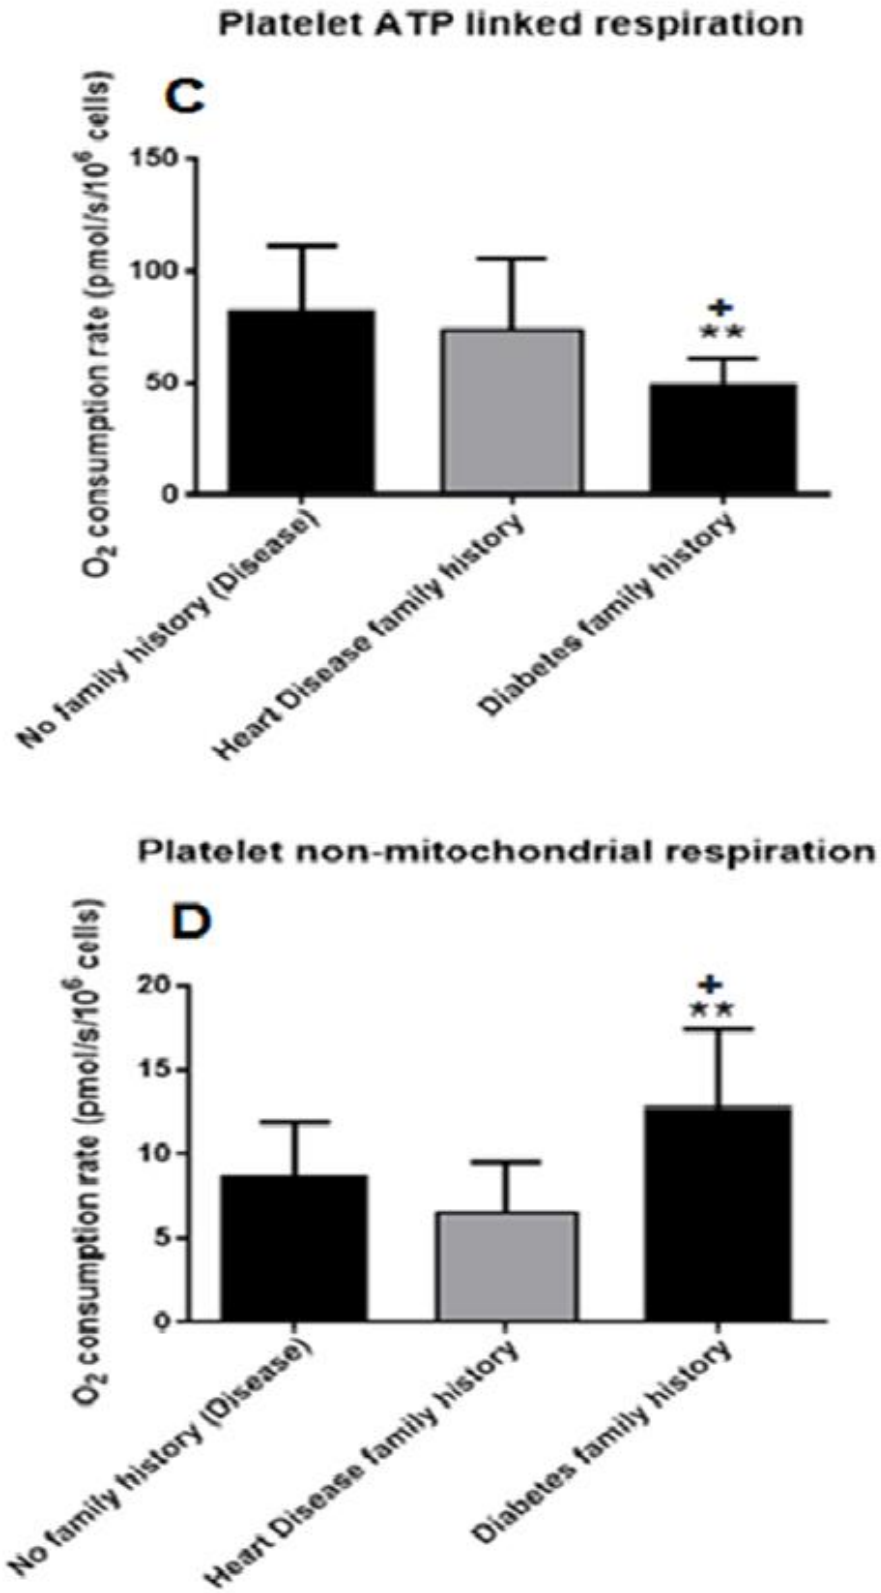 Platelet ATP linked respiration
C
O₂ consumption rate (pmol/s/10⁶ cells)
150
100
50
0
+
**
No family history (Disease)
Heart Disease family history
Diabetes family history
Platelet non-mitochondrial respiration
D
O₂ consumption rate (pmol/s/10⁶ cells)
20
15
10
5
0
+
**
No family history (Disease)
Heart Disease family history
Diabetes family history